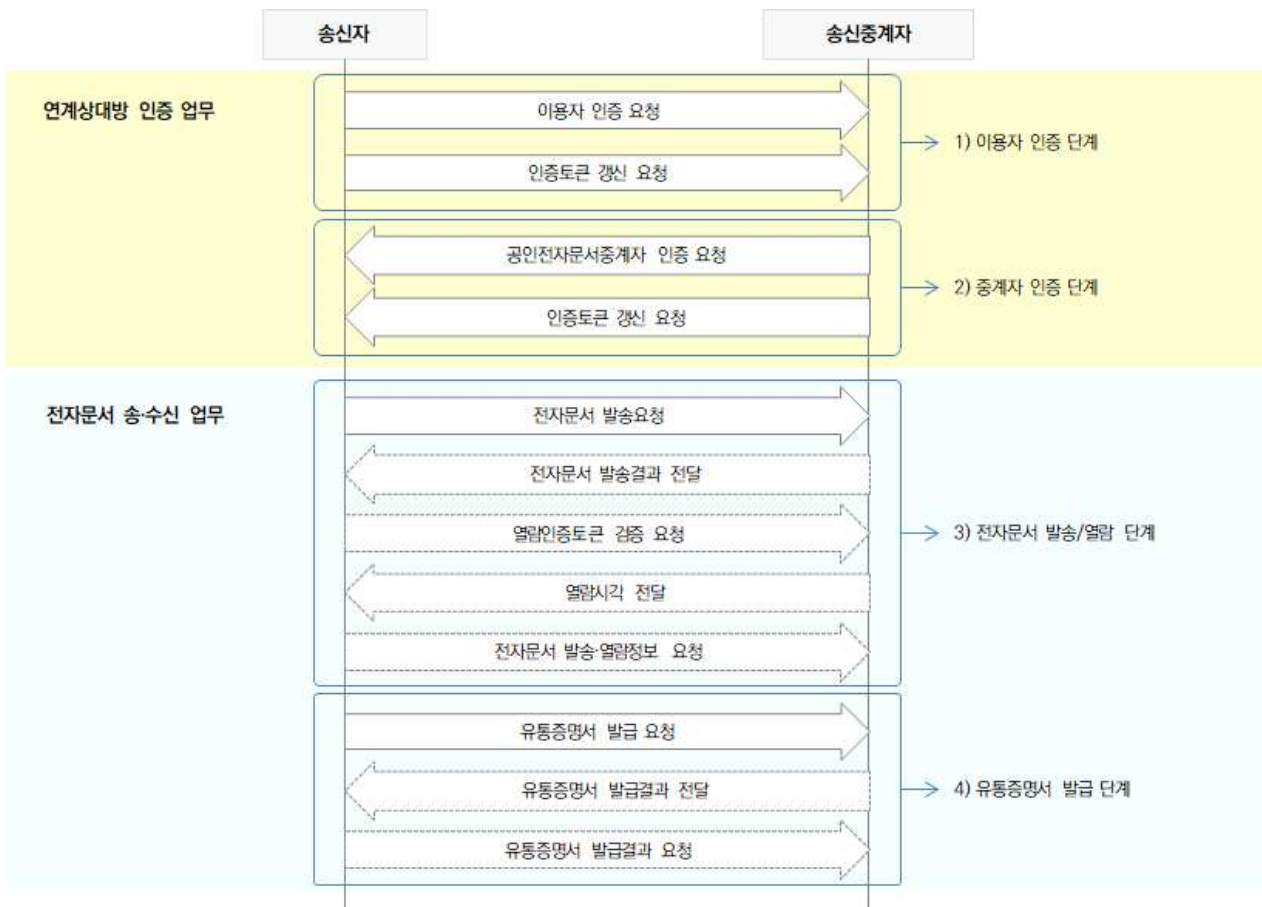 송신자
송신중계자
연계상대방 인증 업무
이용자 인증 요청
인증토큰 갱신 요청
1) 이용자 인증 단계
공인전자문서중계자 인증 요청
인증토큰 갱신 요청
2) 중계자 인증 단계
전자문서 송·수신 업무
전자문서 발송요청
전자문서 발송결과 전달
열람인증토큰 검증 요청
열람시각 전달
전자문서 발송·열람정보 요청
3) 전자문서 발송/열람 단계
유통증명서 발급 요청
유통증명서 발급결과 전달
유통증명서 발급결과 요청
4) 유통증명서 발급 단계